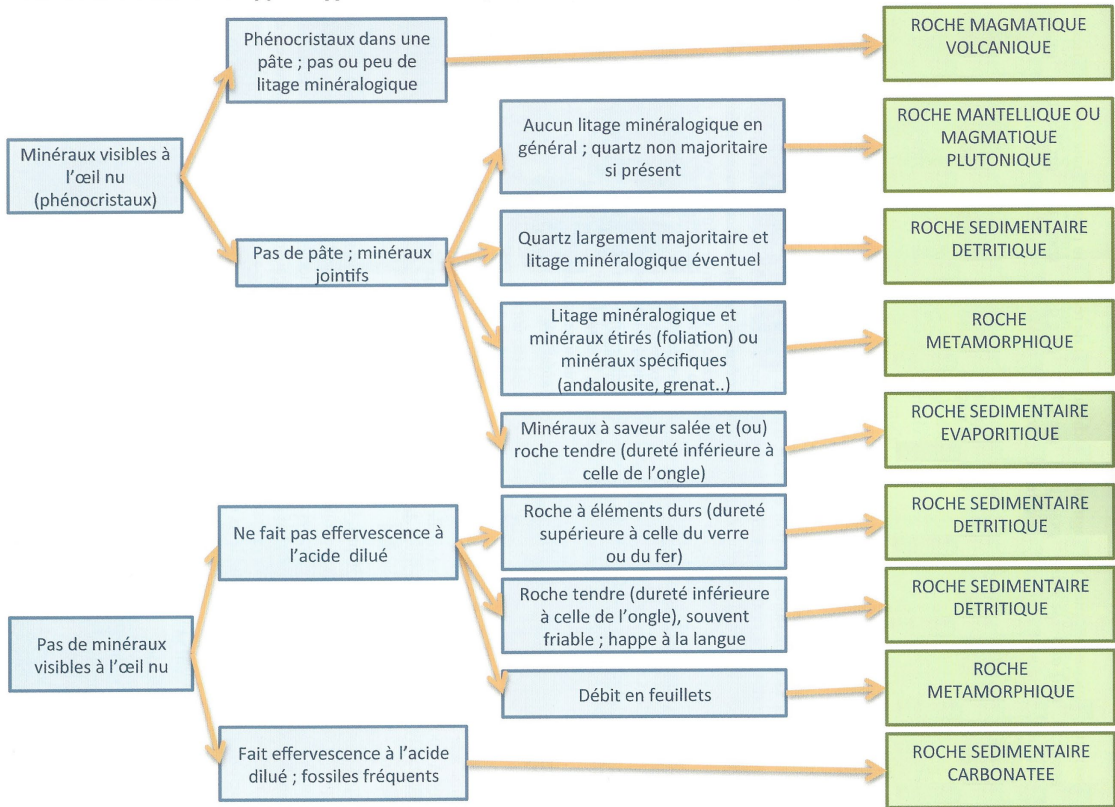 Phénocristaux dans une
pâte ; pas ou peu de
litage minéralogique
ROCHE MAGMATIQUE
VOLCANIQUE
Minéraux visibles à
l'œil nu
(phénocristaux)
Pas de pâte ; minéraux
jointifs
Aucun litage minéralogique en
général ; quartz non majoritaire
si présent
ROCHE MANTELLIQUE OU
MAGMATIQUE
PLUTONIQUE
Quartz largement majoritaire et
litage minéralogique éventuel
ROCHE SEDIMENTAIRE
DETRITIQUE
Litage minéralogique et
minéraux étirés (foliation) ou
minéraux spécifiques
(andalousite, grenat..)
ROCHE
METAMORPHIQUE
Minéraux à saveur salée et (ou)
roche tendre (dureté inférieure à
celle de l'ongle)
ROCHE SEDIMENTAIRE
EVAPORITIQUE
Pas de minéraux
visibles à l'œil nu
Ne fait pas effervescence à
l'acide dilué
Roche à éléments durs (dureté
supérieure à celle du verre
ou du fer)
ROCHE SEDIMENTAIRE
DETRITIQUE
Roche tendre (dureté inférieure
à celle de l'ongle), souvent
friable ; happe à la langue
ROCHE SEDIMENTAIRE
DETRITIQUE
Débit en feuillets
ROCHE
METAMORPHIQUE
Fait effervescence à l'acide
dilué ; fossiles fréquents
ROCHE SEDIMENTAIRE
CARBONATEE